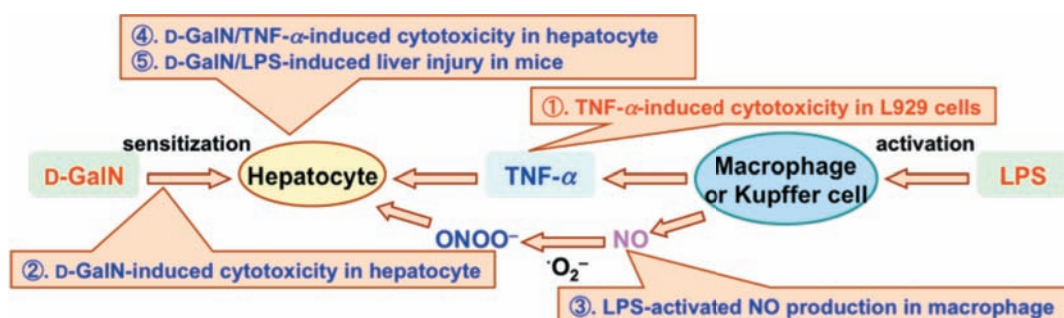 ④. D-GalN/TNF-α-induced cytotoxicity in hepatocyte
⑤. D-GalN/LPS-induced liver injury in mice
①. TNF-α-induced cytotoxicity in L929 cells
sensitization
activation
D-GalN
Hepatocyte
TNF-α
Macrophage
or Kupffer cell
LPS
ONOO⁻
NO
·O₂⁻
②. D-GalN-induced cytotoxicity in hepatocyte
③. LPS-activated NO production in macrophage